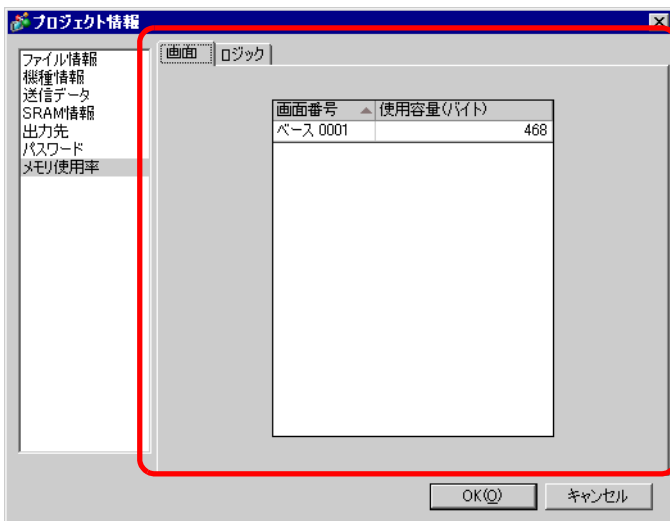 プロジェクト情報
ファイル情報
機種情報
送信データ
SRAM情報
出力先
パスワード
メモリ使用率
画面 ロジック
画面番号 使用容量(バイト)
ベース 0001 468
OK(O) キャンセル